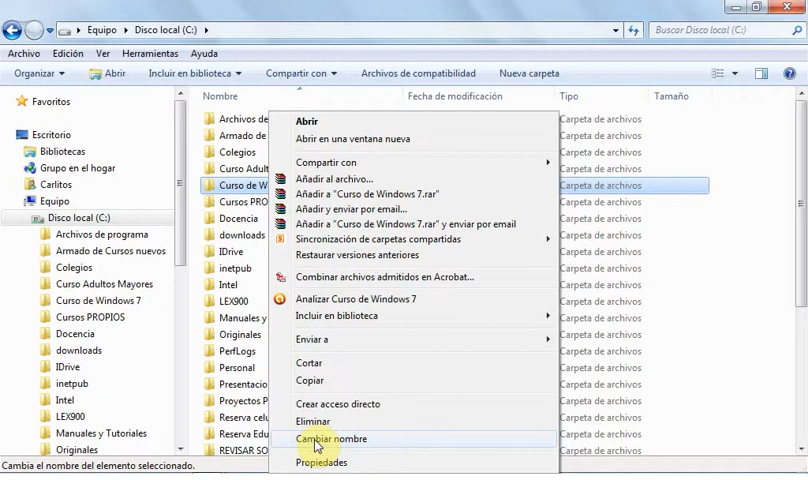 Equipo ▸ Disco local (C:) ▸
Buscar Disco local (C:)
Archivo Edición Ver Herramientas Ayuda
Organizar Abrir Incluir en biblioteca Compartir con Archivos de compatibilidad Nueva carpeta
Favoritos
Escritorio
Bibliotecas
Grupo en el hogar
Carlitos
Equipo
Disco local (C:)
Archivos de programa
Armado de Cursos nuevos
Colegios
Curso Adultos Mayores
Curso de Windows 7
Cursos PROPIOS
Docencia
downloads
IDrive
inetpub
Intel
LEX900
Manuales y Tutoriales
Originales
Nombre Fecha de modificación Tipo Tamaño
Archivos de Carpeta de archivos
Armado de Carpeta de archivos
Colegios Carpeta de archivos
Curso Adul Carpeta de archivos
Curso de W Carpeta de archivos
Cursos PRO Carpeta de archivos
Docencia Carpeta de archivos
downloads Carpeta de archivos
IDrive Carpeta de archivos
inetpub Carpeta de archivos
Intel Carpeta de archivos
LEX900 Carpeta de archivos
Manuales y Carpeta de archivos
Originales Carpeta de archivos
PerfLogs Carpeta de archivos
Personal Carpeta de archivos
Presentacio Carpeta de archivos
Proyectos P Carpeta de archivos
Reserva celu Carpeta de archivos
Reserva Edu Carpeta de archivos
REVISAR SO Carpeta de archivos
Abrir
Abrir en una ventana nueva
Compartir con
Añadir al archivo...
Añadir a "Curso de Windows 7.rar"
Añadir y enviar por email...
Añadir a "Curso de Windows 7.rar" y enviar por email
Sincronización de carpetas compartidas
Restaurar versiones anteriores
Combinar archivos admitidos en Acrobat...
Analizar Curso de Windows 7
Incluir en biblioteca
Enviar a
Cortar
Copiar
Crear acceso directo
Eliminar
Cambiar nombre
Propiedades
Cambia el nombre del elemento seleccionado.